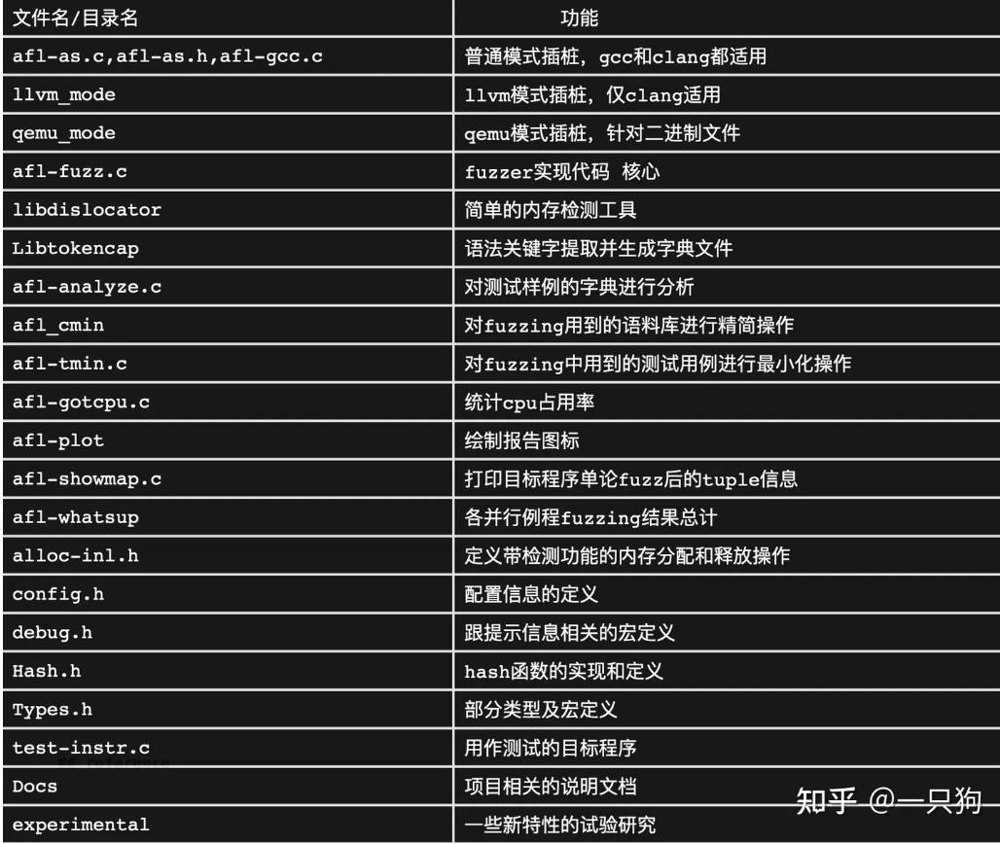 文件名/目录名 功能
afl-as.c,afl-as.h,afl-gcc.c 普通模式插桩，gcc和clang都适用
llvm_mode llvm模式插桩，仅clang适用
qemu_mode qemu模式插桩，针对二进制文件
afl-fuzz.c fuzzer实现代码 核心
libdislocator 简单的内存检测工具
Libtokencap 语法关键字提取并生成字典文件
afl-analyze.c 对测试样例的字典进行分析
afl_cmin 对fuzzing用到的语料库进行精简操作
afl-tmin.c 对fuzzing中用到的测试用例进行最小化操作
afl-gotcpu.c 统计cpu占用率
afl-plot 绘制报告图标
afl-showmap.c 打印目标程序单论fuzz后的tuple信息
afl-whatsup 各并行例程fuzzing结果总计
alloc-inl.h 定义带检测功能的内存分配和释放操作
config.h 配置信息的定义
debug.h 跟提示信息相关的宏定义
Hash.h hash函数的实现和定义
Types.h 部分类型及宏定义
test-instr.c 用作测试的目标程序
Docs 项目相关的说明文档
experimental 一些新特性的试验研究
知乎 @一只狗